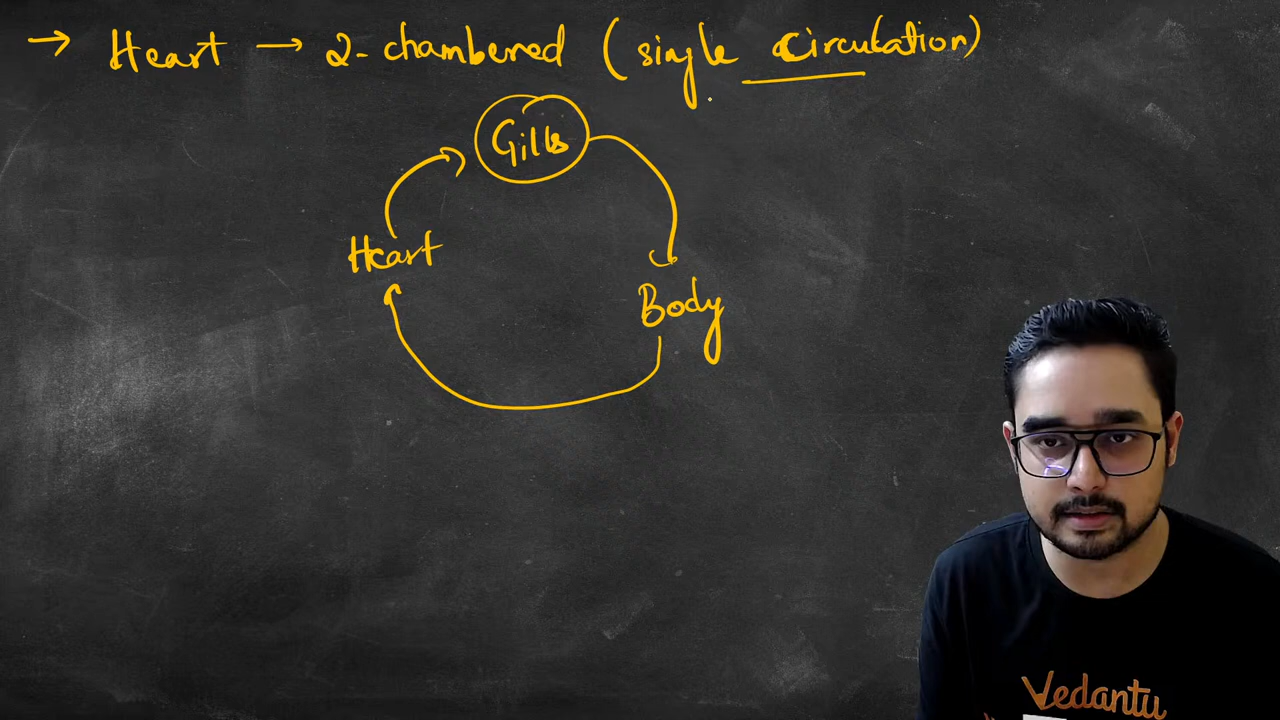 → Heart → 2-chambered (single Circulation)
Gills
Heart
Body
Vedantu